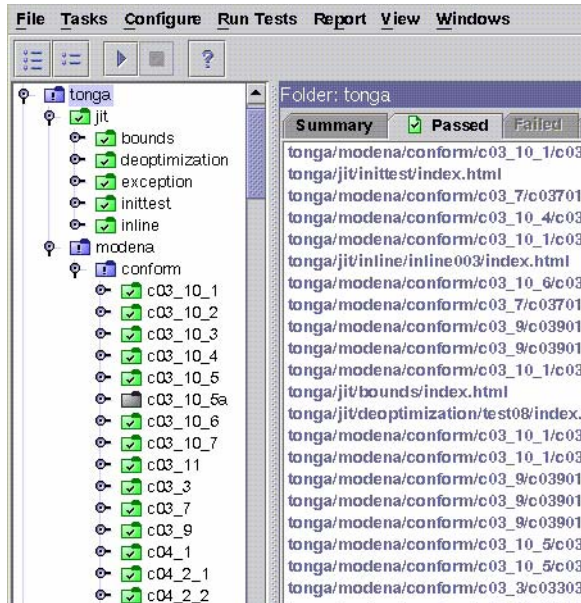 File Tasks Configure Run Tests Report View Windows
?
tonga
jit
bounds
deoptimization
exception
inittest
inline
modena
conform
c03_10_1
c03_10_2
c03_10_3
c03_10_4
c03_10_5
c03_10_5a
c03_10_6
c03_10_7
c03_11
c03_3
c03_7
c03_9
c04_1
c04_2_1
c04_2_2
Folder: tonga
Summary Passed Failed
tonga/modena/conform/c03_10_1/c03
tonga/jit/inittest/index.html
tonga/modena/conform/c03_7/c03701
tonga/modena/conform/c03_10_4/c03
tonga/modena/conform/c03_10_1/c03
tonga/jit/inline/inline003/index.html
tonga/modena/conform/c03_10_6/c03
tonga/modena/conform/c03_7/c03701
tonga/modena/conform/c03_9/c03901
tonga/modena/conform/c03_9/c03901
tonga/modena/conform/c03_10_1/c03
tonga/jit/bounds/index.html
tonga/jit/deoptimization/test08/index.
tonga/modena/conform/c03_10_1/c03
tonga/modena/conform/c03_10_1/c03
tonga/modena/conform/c03_9/c03901
tonga/modena/conform/c03_9/c03901
tonga/modena/conform/c03_9/c03901
tonga/modena/conform/c03_10_5/c03
tonga/modena/conform/c03_10_5/c03
tonga/modena/conform/c03_3/c03303